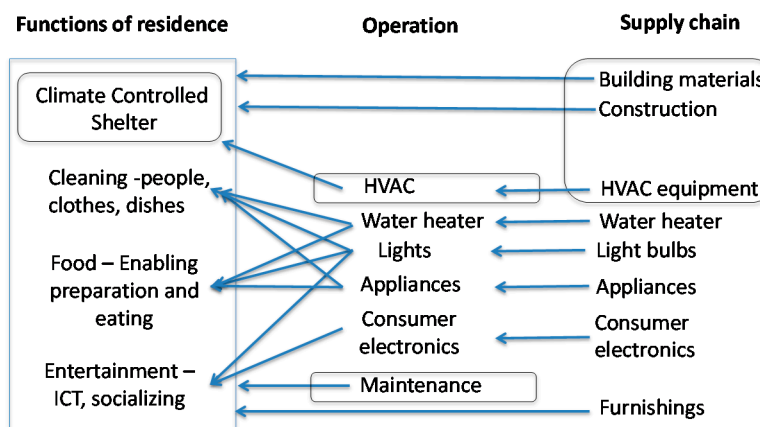 Functions of residence
Operation
Supply chain
Climate Controlled
Shelter
Cleaning -people,
clothes, dishes
Food – Enabling
preparation and
eating
Entertainment –
ICT, socializing
HVAC
Water heater
Lights
Appliances
Consumer
electronics
Maintenance
Building materials
Construction
HVAC equipment
Water heater
Light bulbs
Appliances
Consumer
electronics
Furnishings